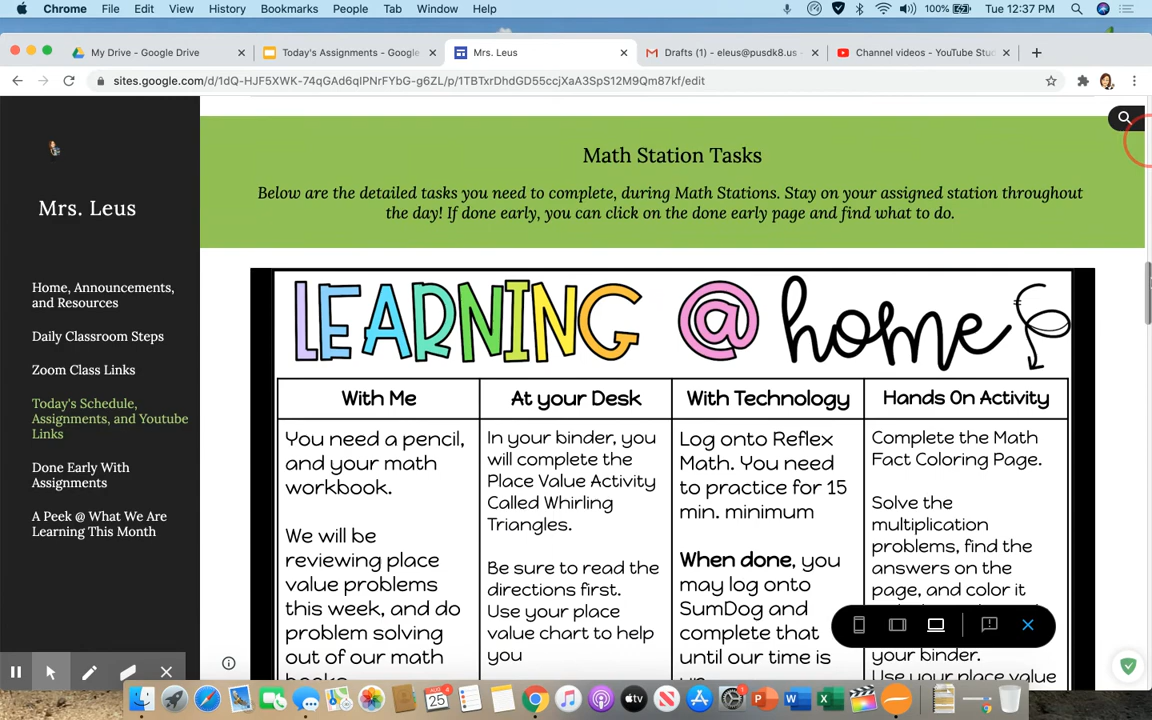 Chrome File Edit View History Bookmarks People Tab Window Help 100% Tue 12:37 PM
My Drive - Google Drive Today's Assignments - Google Mrs. Leus Drafts (1) - eleus@pusdk8.us - Channel videos - YouTube Stu
sites.google.com/d/1dQ-HJF5XWK-74qGAd6qlPNrFYbG-g6ZL/p/1TBTxrDhdGD55ccjXaA3SpS12M9Qm87kf/edit
Mrs. Leus
Home, Announcements,
and Resources
Daily Classroom Steps
Zoom Class Links
Today's Schedule,
Assignments, and Youtube
Links
Done Early With
Assignments
A Peek @ What We Are
Learning This Month
Math Station Tasks
Below are the detailed tasks you need to complete, during Math Stations. Stay on your assigned station throughout
the day! If done early, you can click on the done early page and find what to do.
LEARNING @ home
With Me
You need a pencil,
and your math
workbook.
We will be
reviewing place
value problems
this week, and do
problem solving
out of our math
books.
At your Desk
In your binder, you
will complete the
Place Value Activity
Called Whirling
Triangles.
Be sure to read the
directions first.
Use your place
value chart to help
you
With Technology
Log onto Reflex
Math. You need
to practice for 15
min. minimum
When done, you
may log onto
SumDog and
complete that
until our time is
up.
Hands On Activity
Complete the Math
Fact Coloring Page.
Solve the
multiplication
problems, find the
answers on the
page, and color it
your binder.
Use your place value
AUG
25